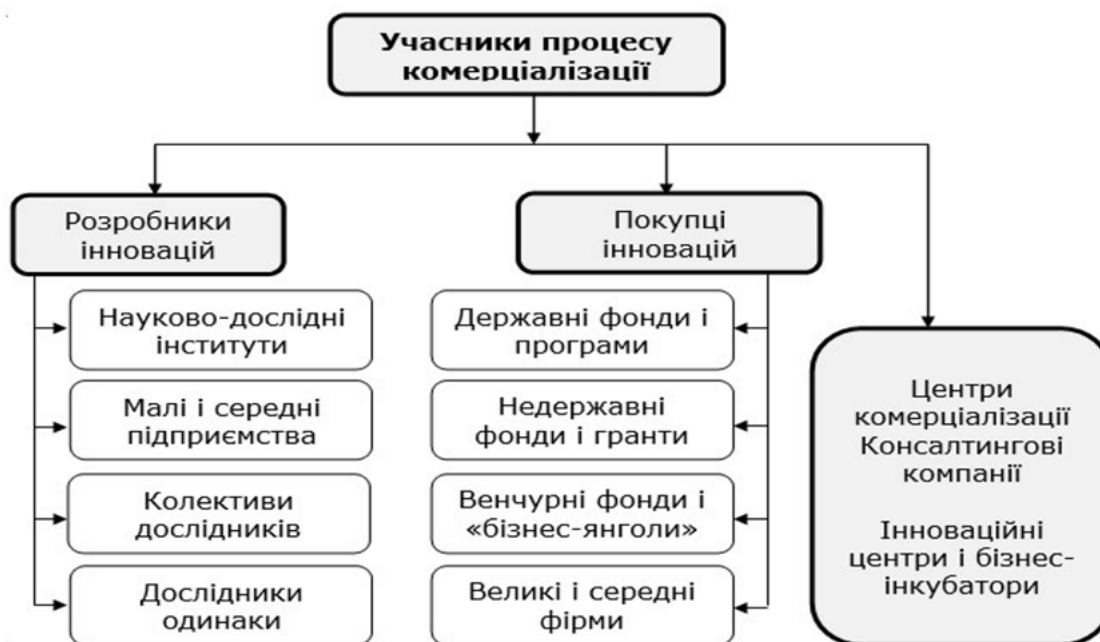 Учасники процесу
комерціалізації
Розробники
інновацій
Науково-дослідні
інститути
Малі і середні
підприємства
Колективи
дослідників
Дослідники
одинаки
Покупці
інновацій
Державні фонди і
програми
Недержавні
фонди і гранти
Венчурні фонди і
«бізнес-янголи»
Великі і середні
фірми
Центри
комерціалізації
Консалтингові
компанії
Інноваційні
центри і бізнес-
інкубатори